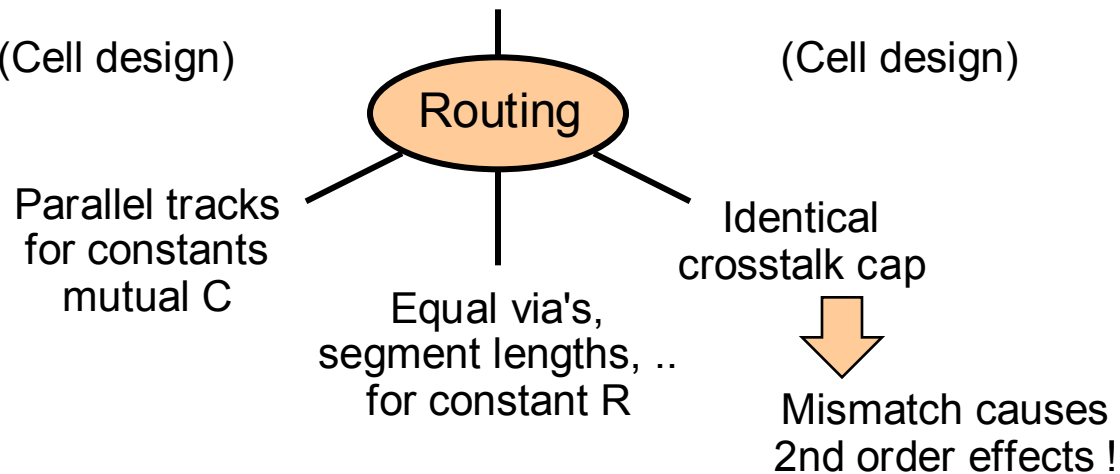 (Cell design)
(Cell design)
Routing
Parallel tracks
for constants
mutual C
Equal via's,
segment lengths, ..
for constant R
Identical
crosstalk cap
Mismatch causes
2nd order effects !